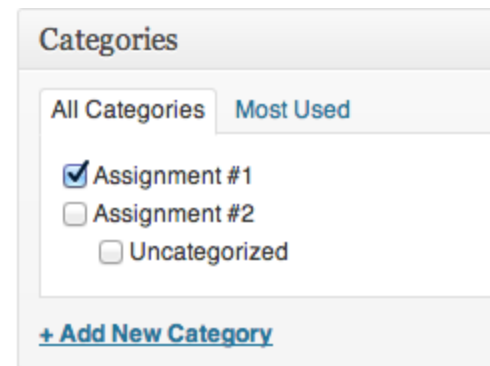 Categories
All Categories Most Used
Assignment #1
Assignment #2
Uncategorized
+ Add New Category